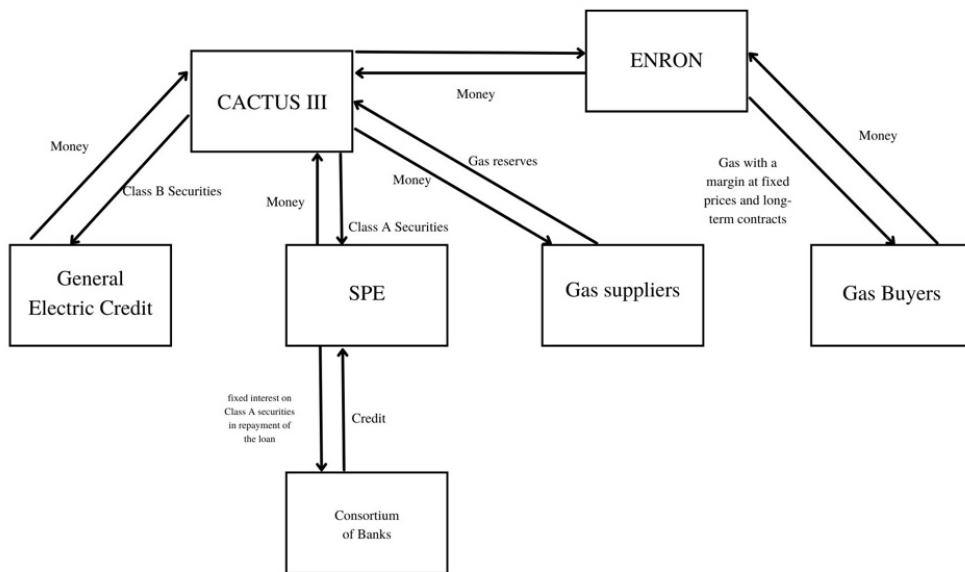 ENRON
CACTUS III
Money
Money
Money
Gas reserves
Gas with a
margin at fixed
prices and long-
term contracts
Class B Securities
Money
Money
Class A Securities
General
Electric Credit
SPE
Gas suppliers
Gas Buyers
fixed interest on
Class A securities
in repayment of
the loan
Credit
Consortium
of Banks